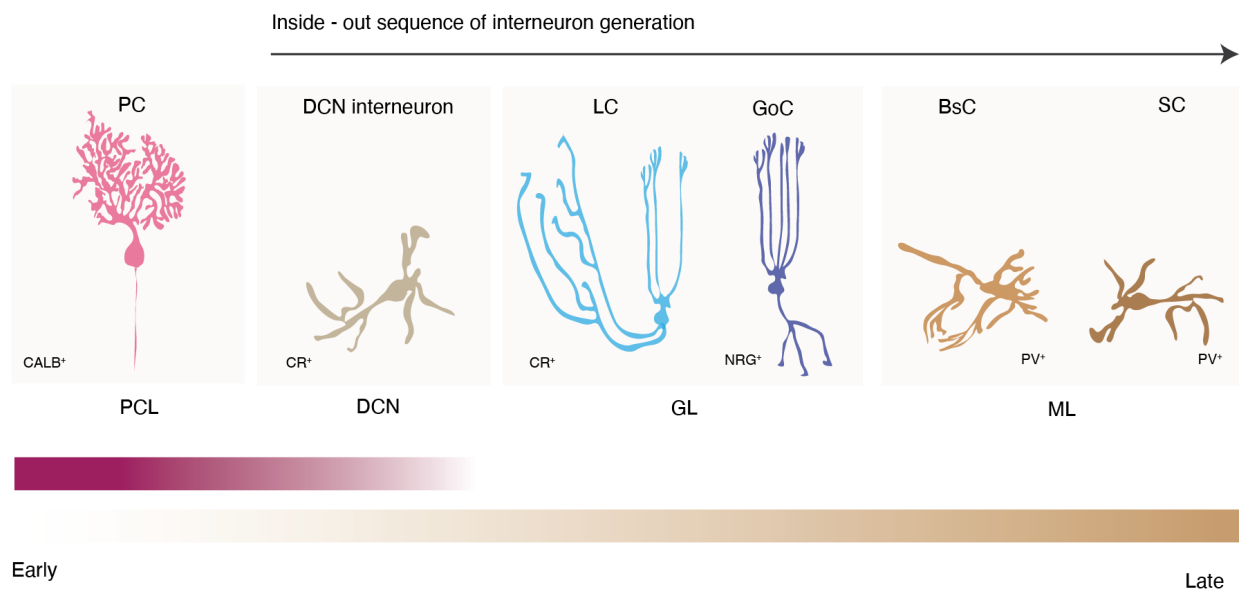 Inside - out sequence of interneuron generation
PC
DCN interneuron
LC
GoC
BsC
SC
CALB⁺
CR⁺
CR⁺
NRG⁺
PV⁺
PV⁺
PCL
DCN
GL
ML
Early
Late